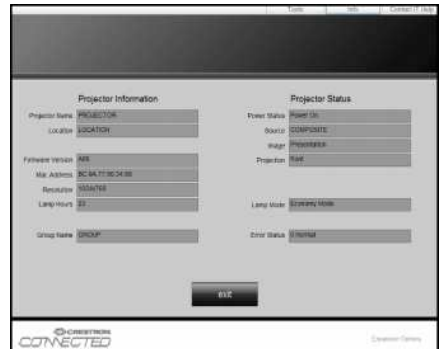 Tools Info Contact IT Help
Projector Information
Projector Name PROJECTOR
Location LOCATION
Firmware Version
Mac Address
Resolution
Lamp Hours
Group Name GROUP
Projector Status
Power Status Power On
Source COMPOSITE
Image Presentation
Projection Front
Lamp Mode Economy Mode
Error Status 0:Normal
exit
CRESTRON
CONNECTED